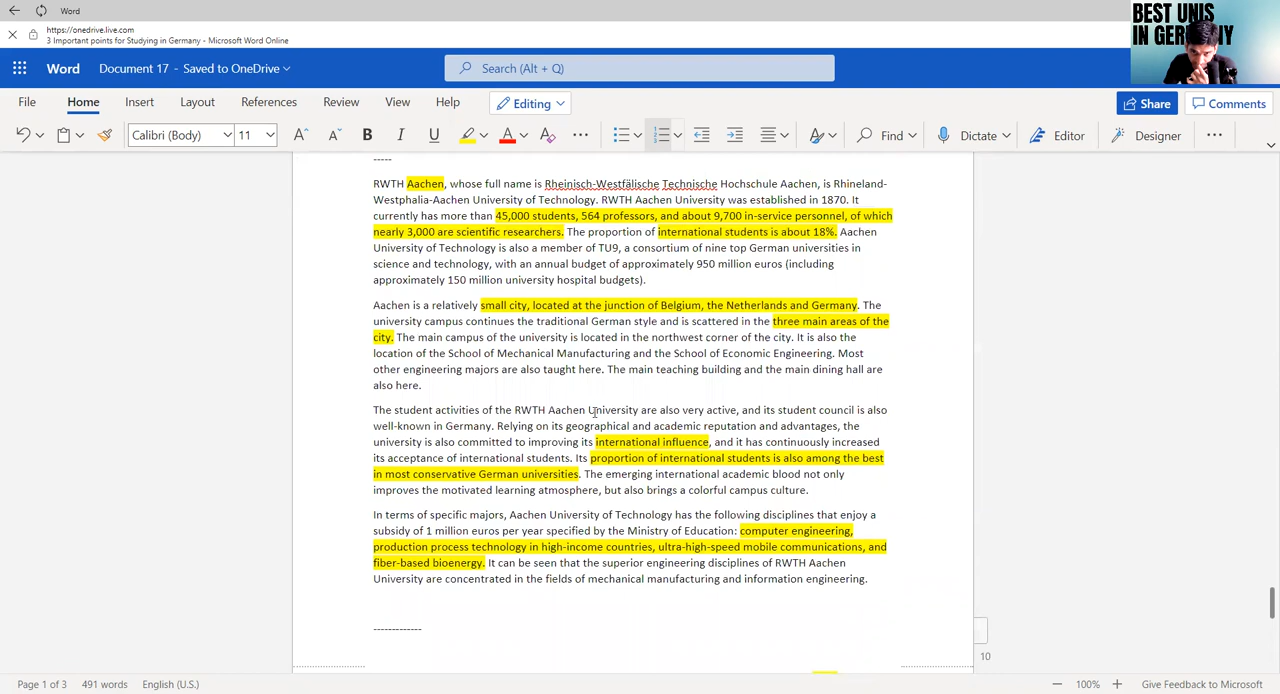 Word
https://onedrive.live.com
3 Important points for Studying in Germany - Microsoft Word Online
BEST UNIS
IN GERMANY
Word
Document 17 - Saved to OneDrive
Search (Alt + Q)
File
Home
Insert
Layout
References
Review
View
Help
Editing
Share
Comments
Calibri (Body)
11
B
I
U
Find
Dictate
Editor
Designer
-----
RWTH Aachen, whose full name is Rheinisch-Westfälische Technische Hochschule Aachen, is Rhineland-
Westphalia-Aachen University of Technology. RWTH Aachen University was established in 1870. It
currently has more than 45,000 students, 564 professors, and about 9,700 in-service personnel, of which
nearly 3,000 are scientific researchers. The proportion of international students is about 18%. Aachen
University of Technology is also a member of TU9, a consortium of nine top German universities in
science and technology, with an annual budget of approximately 950 million euros (including
approximately 150 million university hospital budgets).
Aachen is a relatively small city, located at the junction of Belgium, the Netherlands and Germany. The
university campus continues the traditional German style and is scattered in the three main areas of the
city. The main campus of the university is located in the northwest corner of the city. It is also the
location of the School of Mechanical Manufacturing and the School of Economic Engineering. Most
other engineering majors are also taught here. The main teaching building and the main dining hall are
also here.
The student activities of the RWTH Aachen University are also very active, and its student council is also
well-known in Germany. Relying on its geographical and academic reputation and advantages, the
university is also committed to improving its international influence, and it has continuously increased
its acceptance of international students. Its proportion of international students is also among the best
in most conservative German universities. The emerging international academic blood not only
improves the motivated learning atmosphere, but also brings a colorful campus culture.
In terms of specific majors, Aachen University of Technology has the following disciplines that enjoy a
subsidy of 1 million euros per year specified by the Ministry of Education: computer engineering,
production process technology in high-income countries, ultra-high-speed mobile communications, and
fiber-based bioenergy. It can be seen that the superior engineering disciplines of RWTH Aachen
University are concentrated in the fields of mechanical manufacturing and information engineering.
-------------
10
Page 1 of 3
491 words
English (U.S.)
100%
Give Feedback to Microsoft